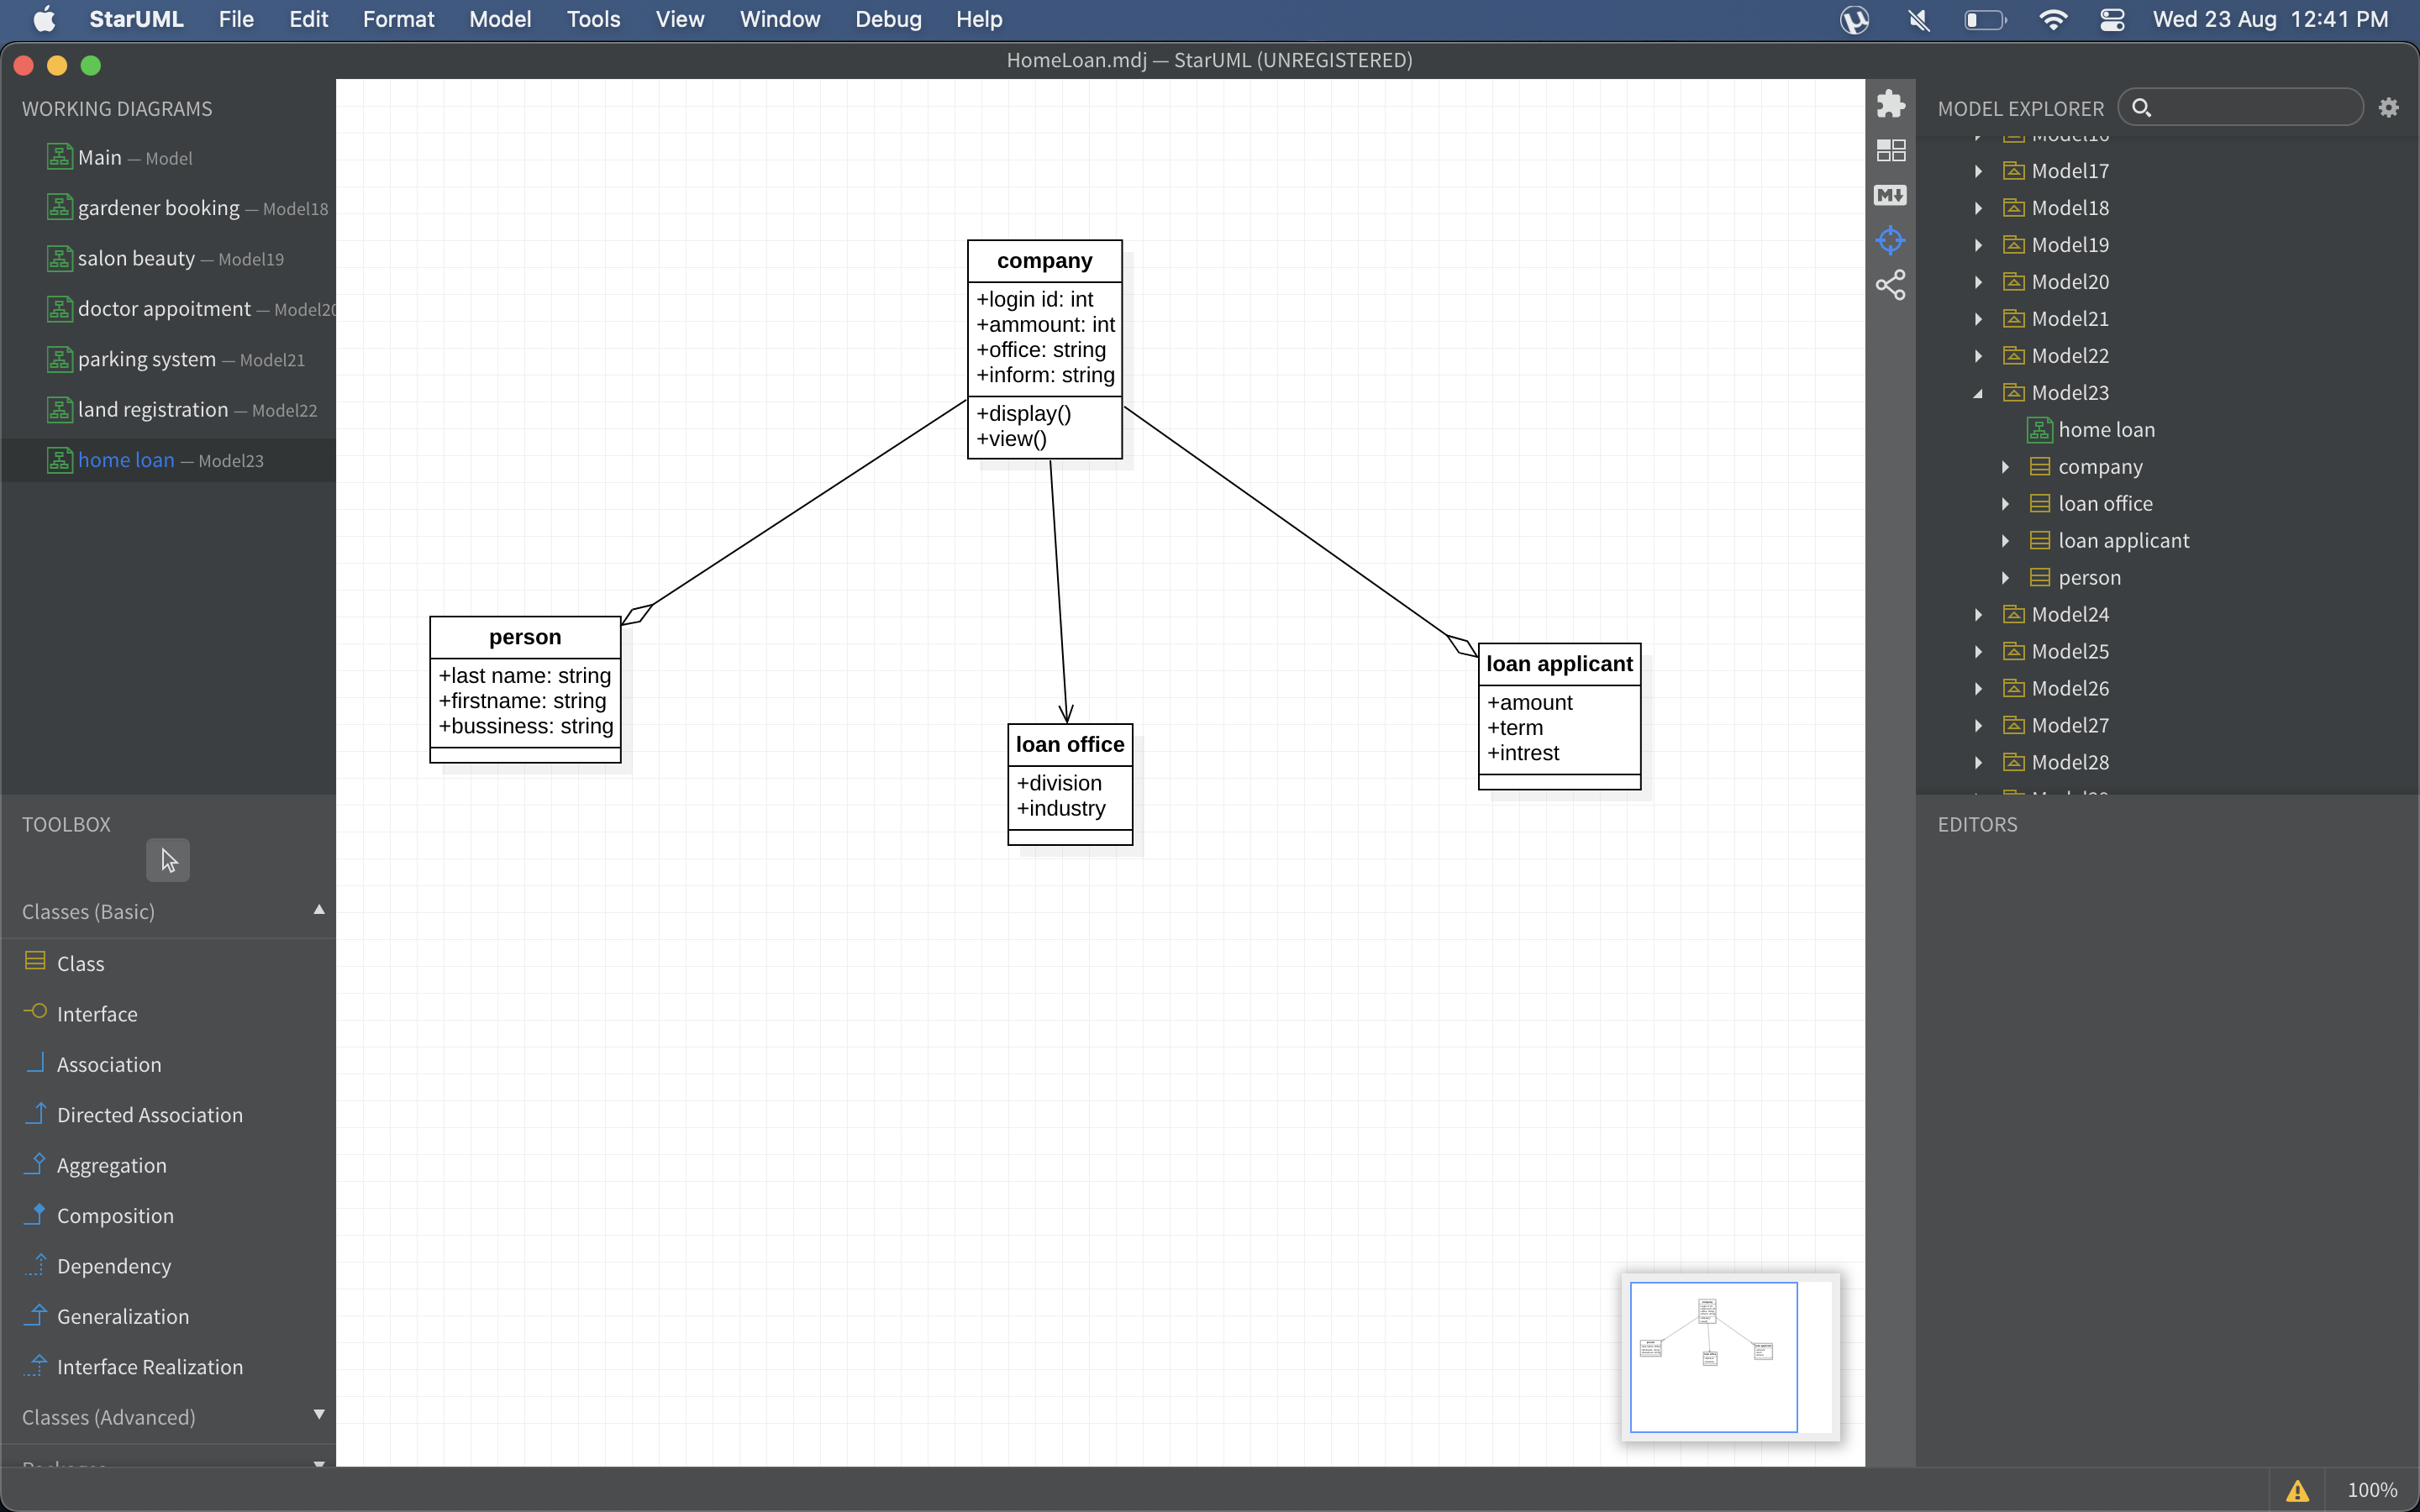 StarUML File Edit Format Model Tools View Window Debug Help Wed 23 Aug 12:41 PM
HomeLoan.mdj — StarUML (UNREGISTERED)
WORKING DIAGRAMS
Main — Model
gardener booking — Model18
salon beauty — Model19
doctor appoitment — Model20
parking system — Model21
land registration — Model22
home loan — Model23
TOOLBOX
Classes (Basic)
Class
Interface
Association
Directed Association
Aggregation
Composition
Dependency
Generalization
Interface Realization
Classes (Advanced)
company
+login id: int
+ammount: int
+office: string
+inform: string
+display()
+view()
person
+last name: string
+firstname: string
+bussiness: string
loan office
+division
+industry
loan applicant
+amount
+term
+intrest
MODEL EXPLORER
Model17
Model18
Model19
Model20
Model21
Model22
Model23
home loan
company
loan office
loan applicant
person
Model24
Model25
Model26
Model27
Model28
EDITORS
100%